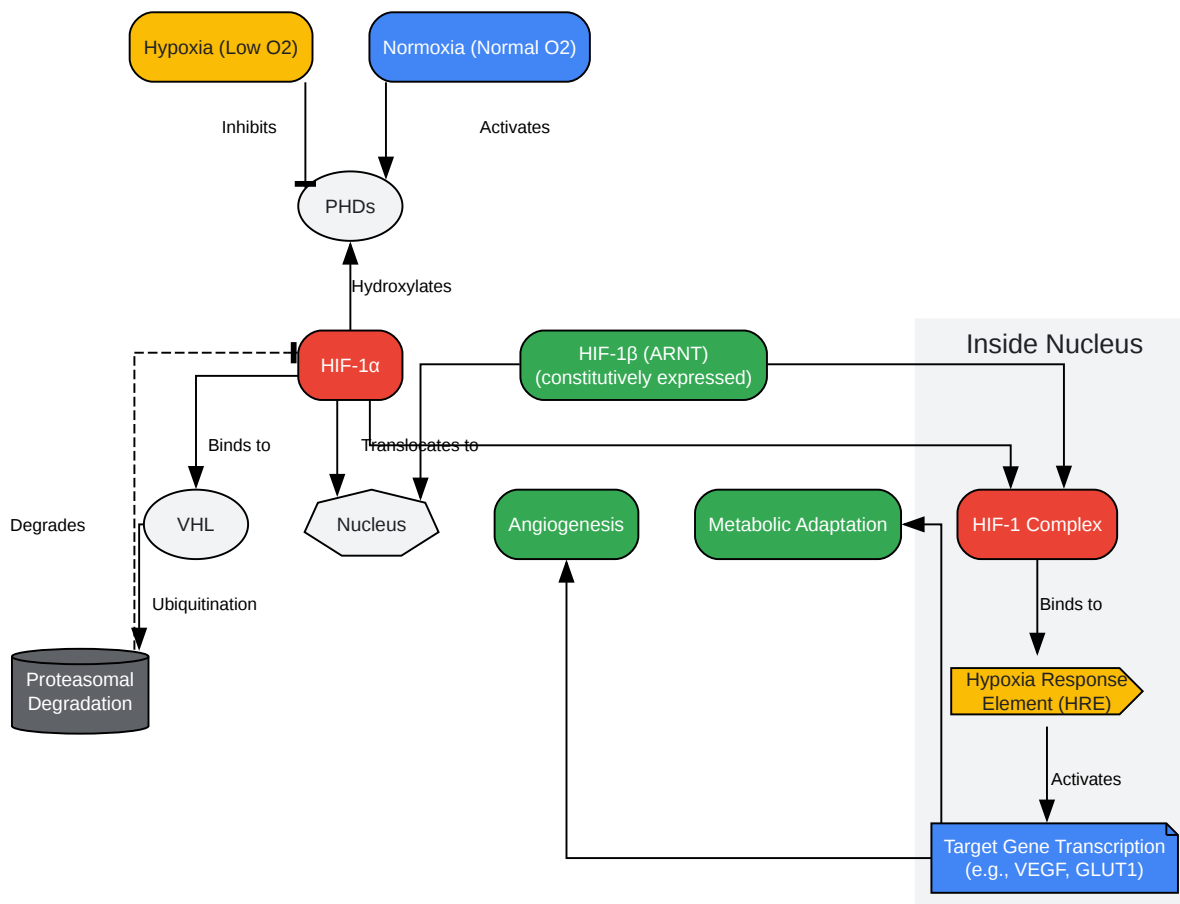 Hypoxia (Low O2)
Normoxia (Normal O2)
Inhibits
Activates
PHDs
Hydroxylates
HIF-1α
HIF-1β (ARNT)
(constitutively expressed)
Inside Nucleus
Binds to
Translocates to
Degrades
VHL
Nucleus
Angiogenesis
Metabolic Adaptation
HIF-1 Complex
Ubiquitination
Binds to
Proteasomal
Degradation
Hypoxia Response
Element (HRE)
Activates
Target Gene Transcription
(e.g., VEGF, GLUT1)